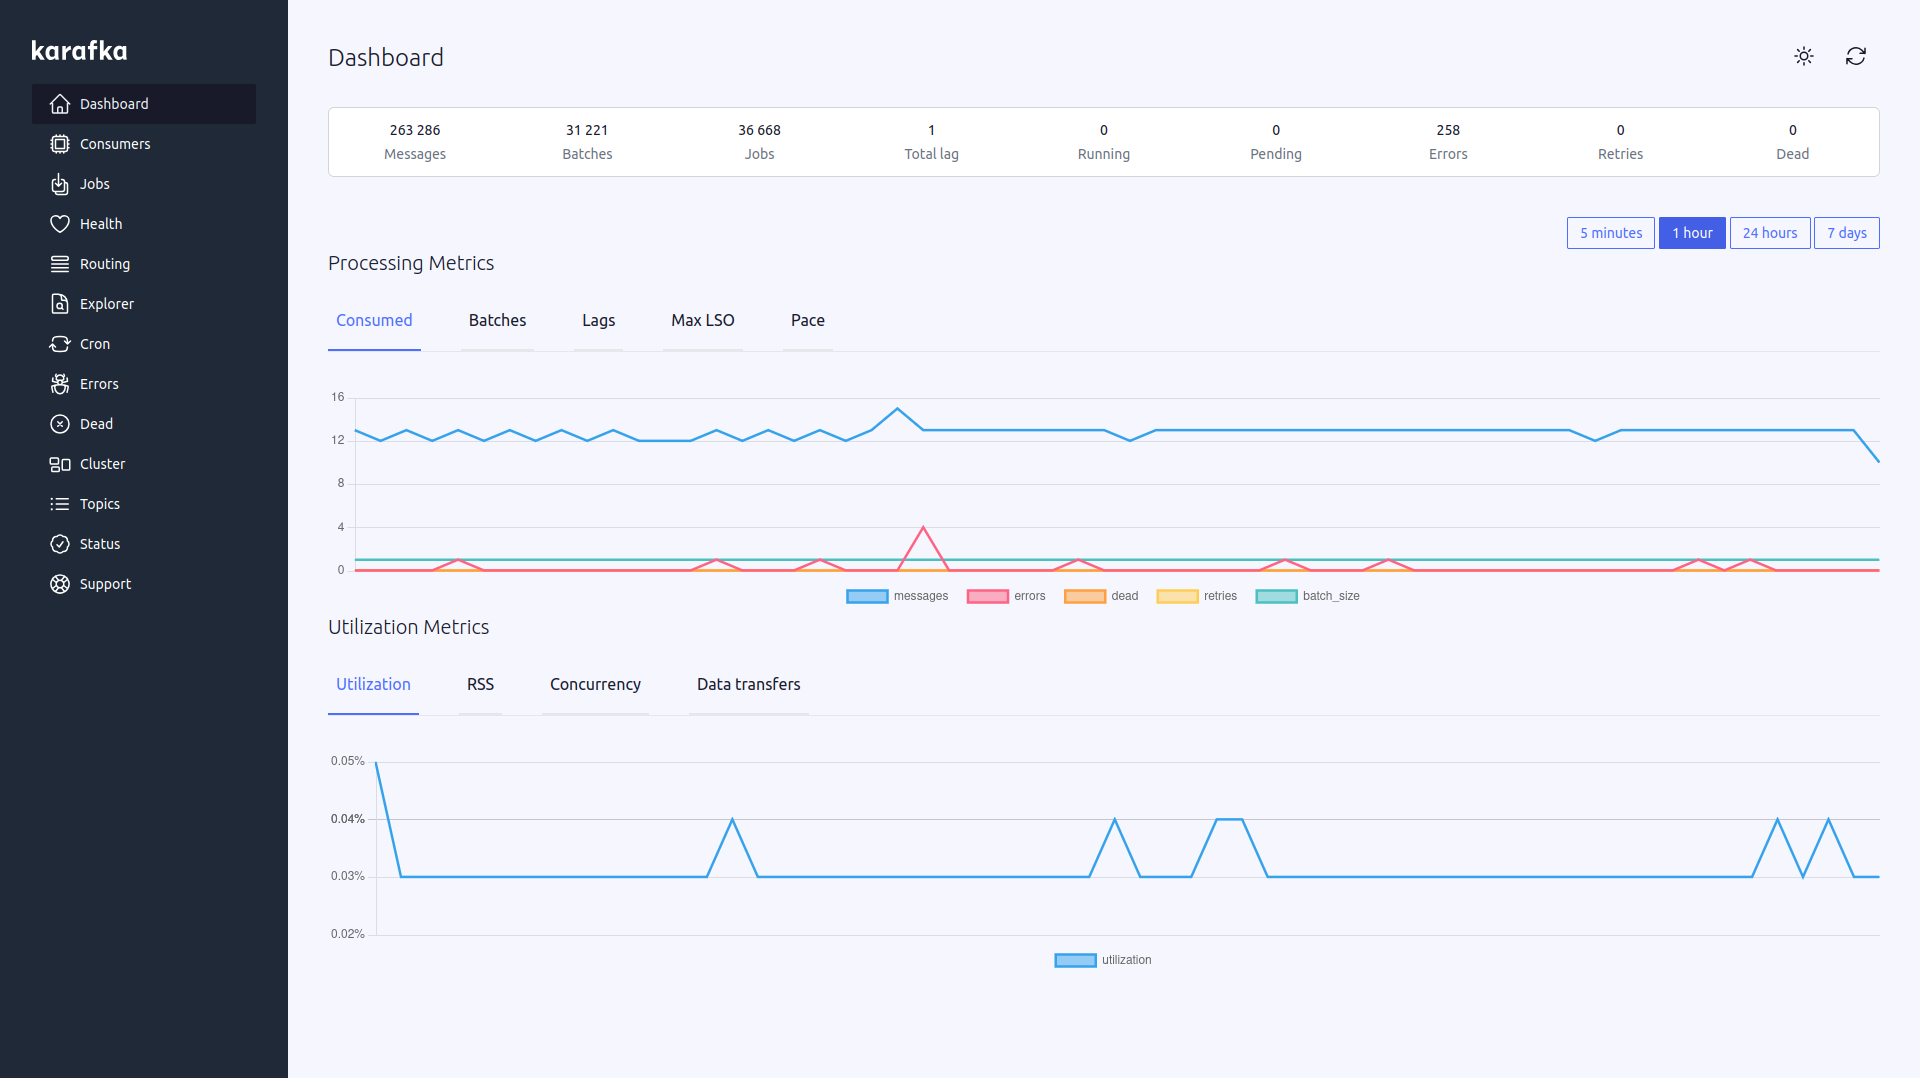 karafka
Dashboard
Consumers
Jobs
Health
Routing
Explorer
Cron
Errors
Dead
Cluster
Topics
Status
Support
Dashboard
263 286 31 221 36 668 1 0 0 258 0 0
Messages Batches Jobs Total lag Running Pending Errors Retries Dead
5 minutes 1 hour 24 hours 7 days
Processing Metrics
Consumed Batches Lags Max LSO Pace
16
12
8
4
0
messages errors dead retries batch_size
Utilization Metrics
Utilization RSS Concurrency Data transfers
0.05%
0.04%
0.03%
0.02%
utilization